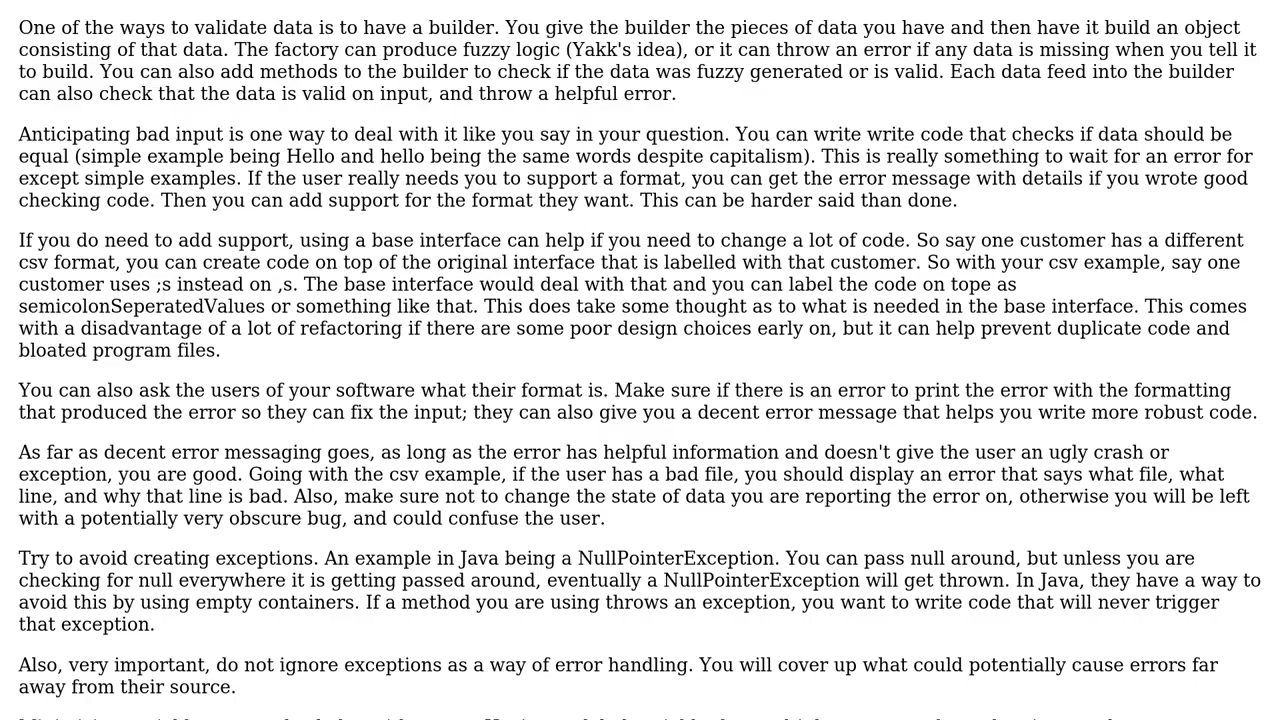 One of the ways to validate data is to have a builder. You give the builder the pieces of data you have and then have it build an object
consisting of that data. The factory can produce fuzzy logic (Yakk's idea), or it can throw an error if any data is missing when you tell it
to build. You can also add methods to the builder to check if the data was fuzzy generated or is valid. Each data feed into the builder
can also check that the data is valid on input, and throw a helpful error.
Anticipating bad input is one way to deal with it like you say in your question. You can write write code that checks if data should be
equal (simple example being Hello and hello being the same words despite capitalism). This is really something to wait for an error for
except simple examples. If the user really needs you to support a format, you can get the error message with details if you wrote good
checking code. Then you can add support for the format they want. This can be harder said than done.
If you do need to add support, using a base interface can help if you need to change a lot of code. So say one customer has a different
csv format, you can create code on top of the original interface that is labelled with that customer. So with your csv example, say one
customer uses ;s instead on ,s. The base interface would deal with that and you can label the code on tope as
semicolonSeperatedValues or something like that. This does take some thought as to what is needed in the base interface. This comes
with a disadvantage of a lot of refactoring if there are some poor design choices early on, but it can help prevent duplicate code and
bloated program files.
You can also ask the users of your software what their format is. Make sure if there is an error to print the error with the formatting
that produced the error so they can fix the input; they can also give you a decent error message that helps you write more robust code.
As far as decent error messaging goes, as long as the error has helpful information and doesn't give the user an ugly crash or
exception, you are good. Going with the csv example, if the user has a bad file, you should display an error that says what file, what
line, and why that line is bad. Also, make sure not to change the state of data you are reporting the error on, otherwise you will be left
with a potentially very obscure bug, and could confuse the user.
Try to avoid creating exceptions. An example in Java being a NullPointerException. You can pass null around, but unless you are
checking for null everywhere it is getting passed around, eventually a NullPointerException will get thrown. In Java, they have a way to
avoid this by using empty containers. If a method you are using throws an exception, you want to write code that will never trigger
that exception.
Also, very important, do not ignore exceptions as a way of error handling. You will cover up what could potentially cause errors far
away from their source.